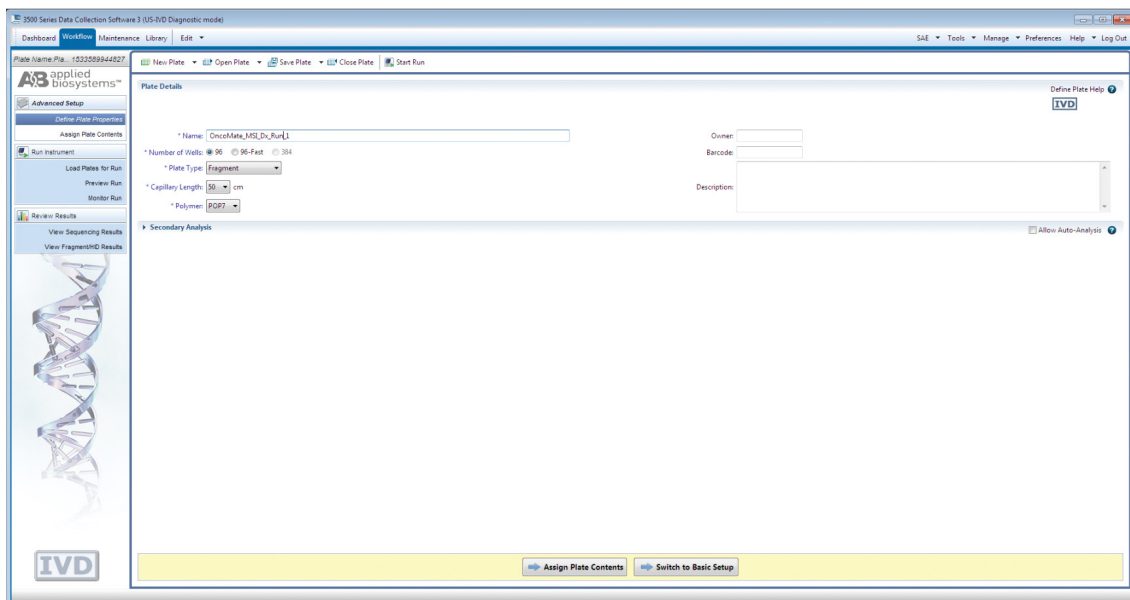 3500 Series Data Collection Software 3 (US-IVD Diagnostic mode)
Dashboard Workflow Maintenance Library Edit SAE Tools Manage Preferences Help Log Out
Plate Name:Pla... 1533589944827
New Plate Open Plate Save Plate Close Plate Start Run
AB applied biosystems™
Plate Details
Define Plate Help
IVD
Advanced Setup
Define Plate Properties
Assign Plate Contents
* Name: OncoMate_MSI_Dx_Run_1 Owner:
* Number of Wells: 96 96-Fast 384 Barcode:
* Plate Type: Fragment
Description:
* Capillary Length: 50 cm
* Polymer: POP7
Run Instrument
Load Plates for Run
Preview Run
Monitor Run
Review Results
View Sequencing Results
View Fragment/HID Results
Secondary Analysis Allow Auto-Analysis
IVD
Assign Plate Contents Switch to Basic Setup